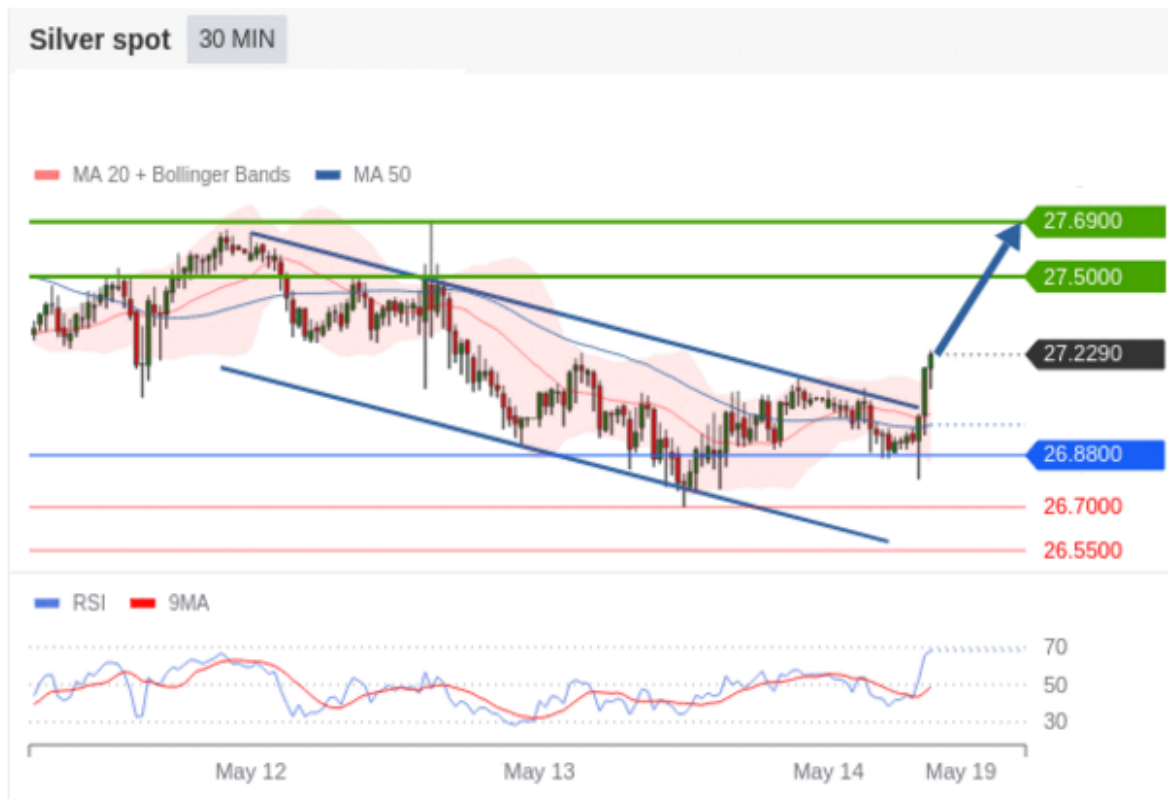 Silver spot 30 MIN
MA 20 + Bollinger Bands MA 50
27.6900
27.5000
27.2290
26.8800
26.7000
26.5500
RSI 9MA
70
50
30
May 12 May 13 May 14 May 19